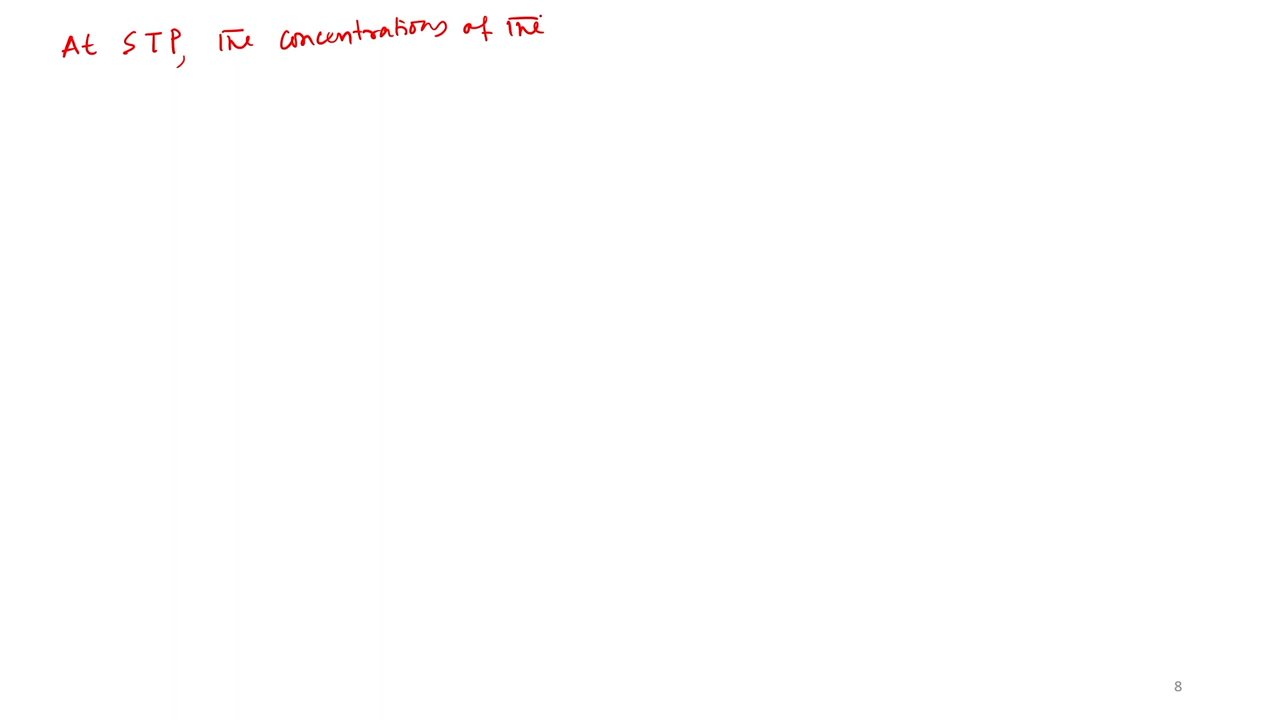 At STP, the concentrations of the
8